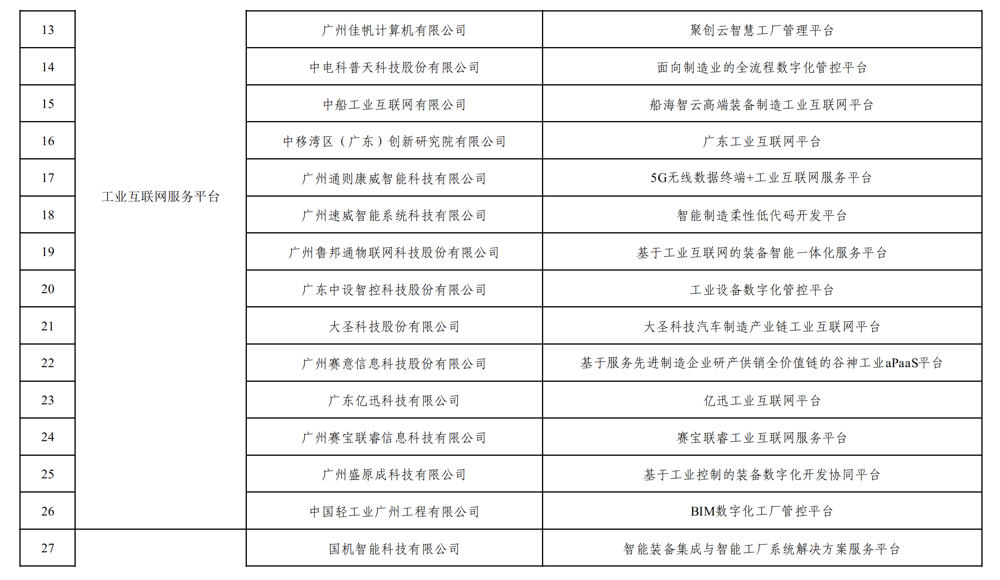 13 广州佳帆计算机有限公司 聚创云智慧工厂管理平台
14 中电科普天科技股份有限公司 面向制造业的全流程数字化管控平台
15 中船工业互联网有限公司 船海智云高端装备制造工业互联网平台
16 中移湾区（广东）创新研究院有限公司 广东工业互联网平台
17 广州通则康威智能科技有限公司 5G无线数据终端+工业互联网服务平台
工业互联网服务平台
18 广州速威智能系统科技有限公司 智能制造柔性低代码开发平台
19 广州鲁邦通物联网科技股份有限公司 基于工业互联网的装备智能一体化服务平台
20 广东中设智控科技股份有限公司 工业设备数字化管控平台
21 大圣科技股份有限公司 大圣科技汽车制造产业链工业互联网平台
22 广州赛意信息科技股份有限公司 基于服务先进制造企业研产供销全价值链的谷神工业aPaaS平台
23 广东亿迅科技有限公司 亿迅工业互联网平台
24 广州赛宝联睿信息科技有限公司 赛宝联睿工业互联网服务平台
25 广州盛原成科技有限公司 基于工业控制的装备数字化开发协同平台
26 中国轻工业广州工程有限公司 BIM数字化工厂管控平台
27 国机智能科技有限公司 智能装备集成与智能工厂系统解决方案服务平台